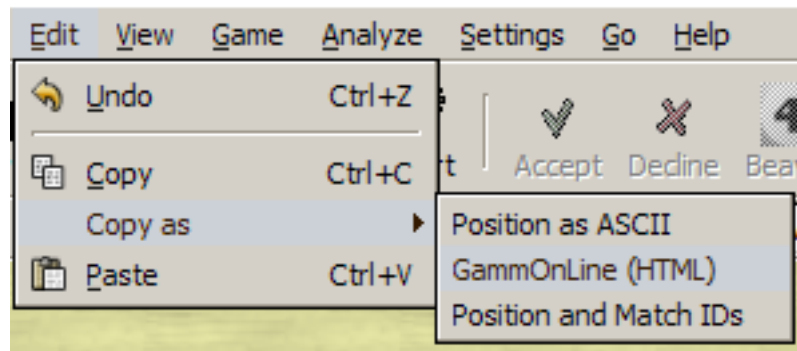 Edit View Game Analyze Settings Go Help
Undo Ctrl+Z
Accept Decline
Copy Ctrl+C
Copy as
Paste Ctrl+V
Position as ASCII
GammOnLine (HTML)
Position and Match IDs